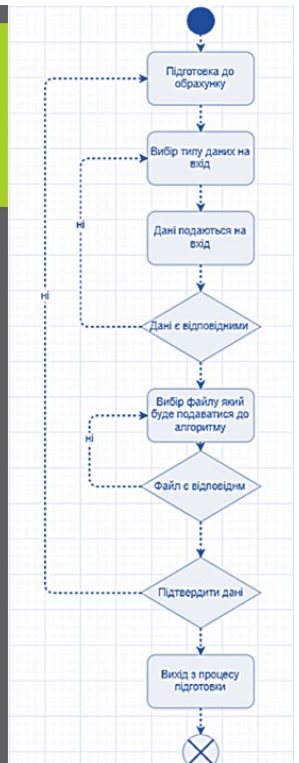 Підготовка до
обрахунку
Вибір типу даних на
вхід
ні
Дані подаються на
вхід
ні
Дані є відповідними
Вибір файлу який
буде подаватися до
алгоритму
ні
Файл є відповіднм
Підтвердити дані
Вихід з процесу
підготовки